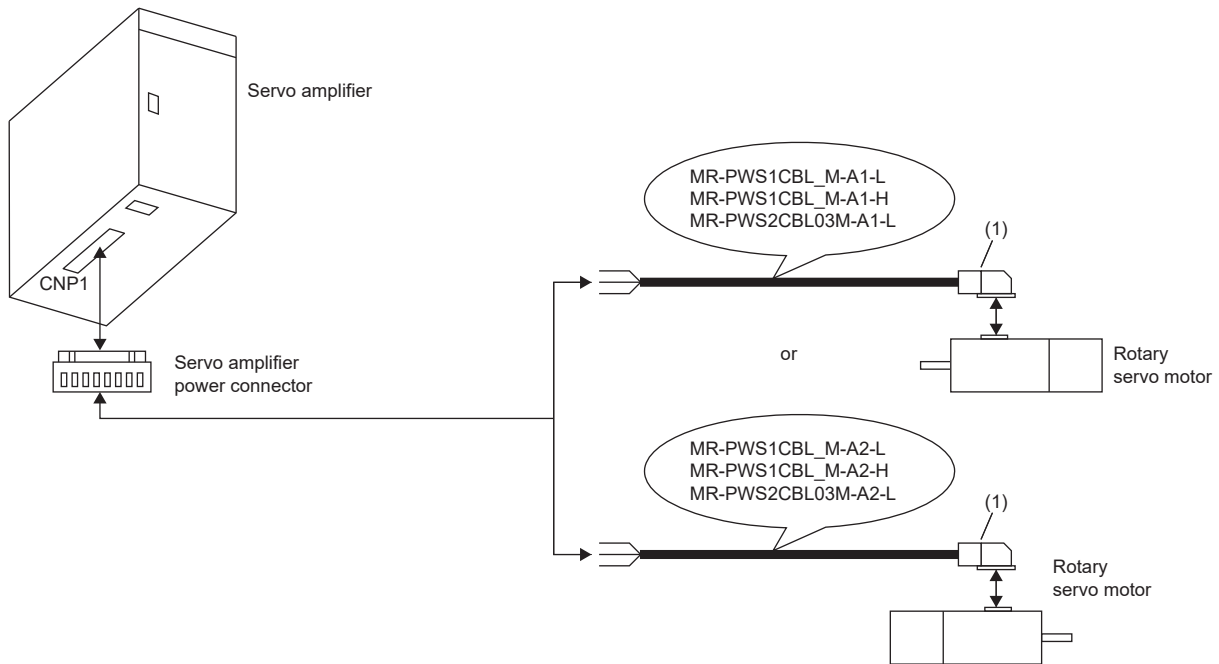 Servo amplifier
CNP1
Servo amplifier
power connector
MR-PWS1CBL_M-A1-L
MR-PWS1CBL_M-A1-H
MR-PWS2CBL03M-A1-L
(1)
or
Rotary
servo motor
MR-PWS1CBL_M-A2-L
MR-PWS1CBL_M-A2-H
MR-PWS2CBL03M-A2-L
(1)
Rotary
servo motor